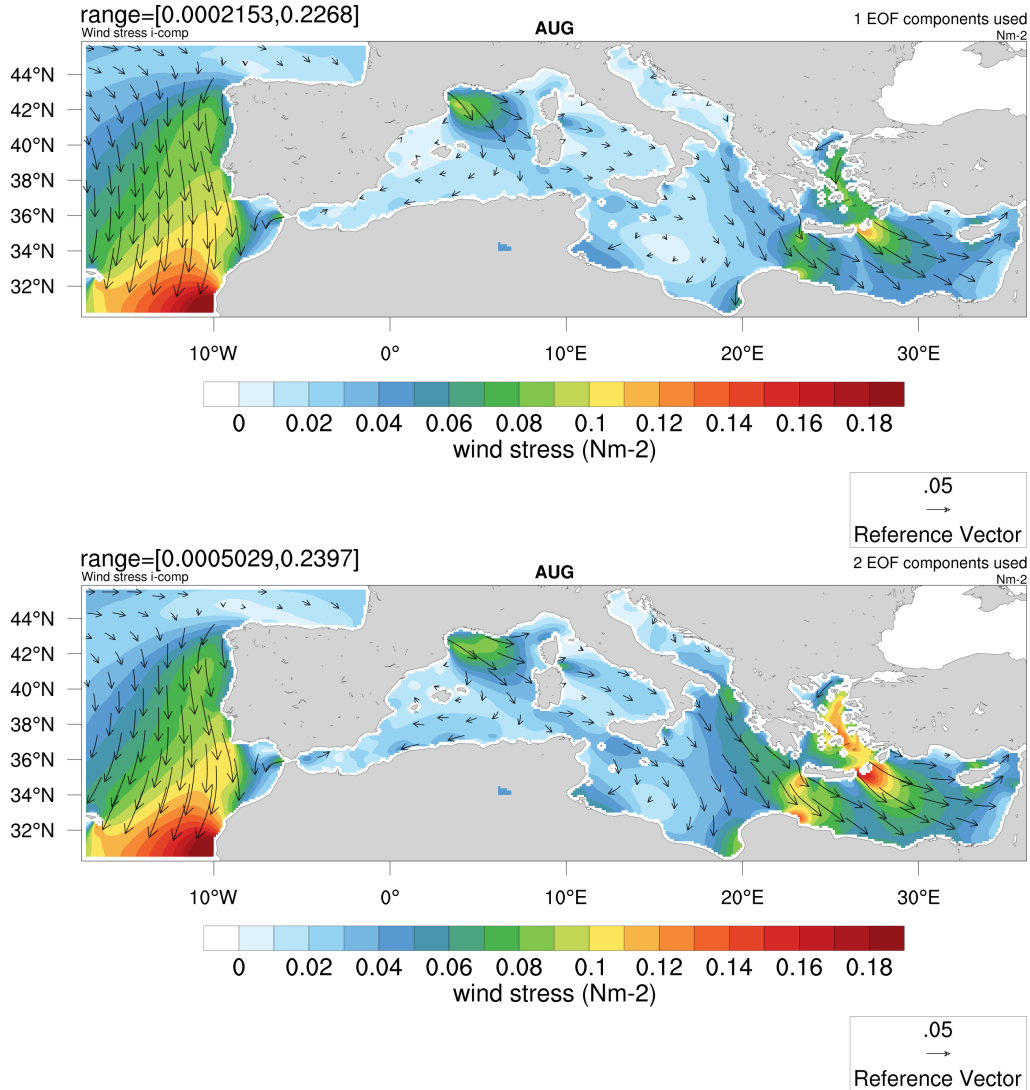 range=[0.0002153,0.2268]
1 EOF components used
Wind stress i-comp
AUG
Nm-2
44°N
42°N
40°N
38°N
36°N
34°N
32°N
10°W 0° 10°E 20°E 30°E
0 0.02 0.04 0.06 0.08 0.1 0.12 0.14 0.16 0.18
wind stress (Nm-2)
.05
Reference Vector
range=[0.0005029,0.2397]
2 EOF components used
Wind stress i-comp
AUG
Nm-2
44°N
42°N
40°N
38°N
36°N
34°N
32°N
10°W 0° 10°E 20°E 30°E
0 0.02 0.04 0.06 0.08 0.1 0.12 0.14 0.16 0.18
wind stress (Nm-2)
.05
Reference Vector